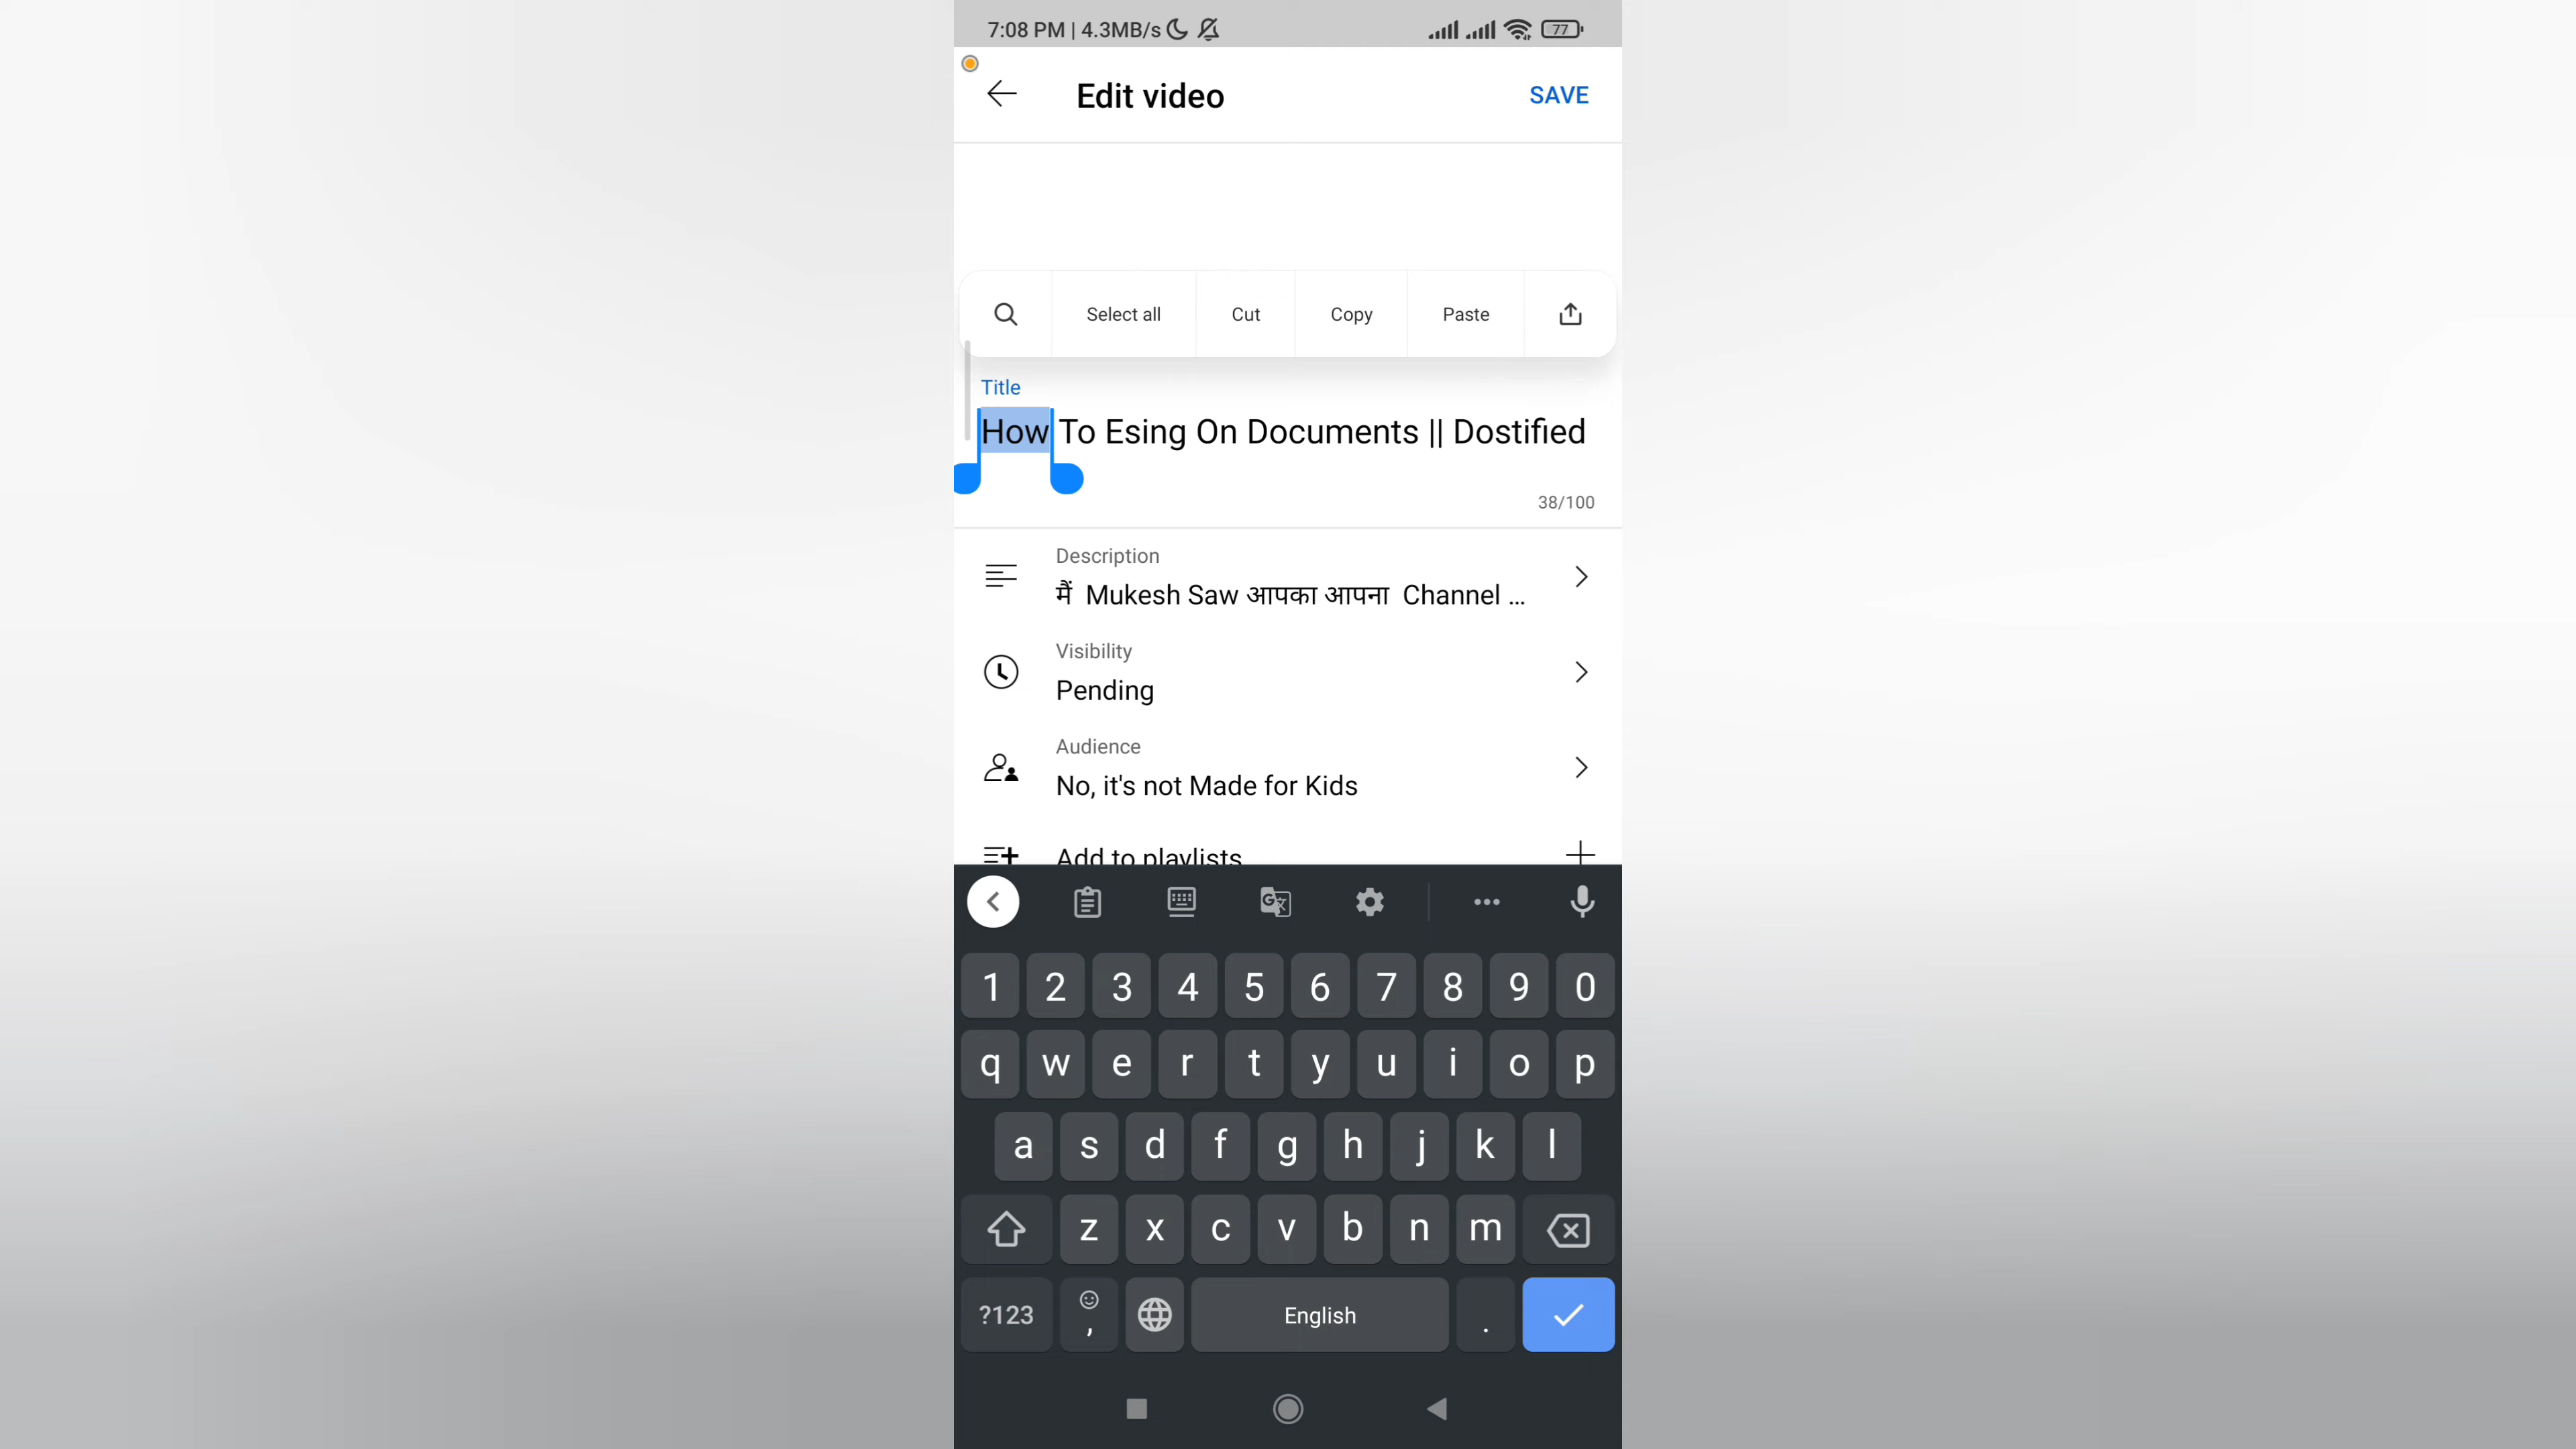 7:08 PM | 4.3MB/s 77
Edit video
SAVE
Select all Cut Copy Paste
Title
How To Esing On Documents || Dostified
38/100
Description
मैं Mukesh Saw आपका आपना Channel ...
Visibility
Pending
Audience
No, it's not Made for Kids
Add to playlists
1 2 3 4 5 6 7 8 9 0
q w e r t y u i o p
a s d f g h j k l
z x c v b n m
?123 , English .